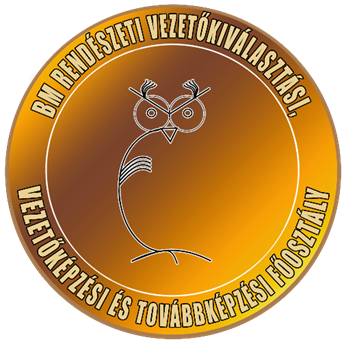 BM RENDÉSZETI VEZETŐKIVÁLASZTÁSI,
VEZETŐKÉPZÉSI ÉS TOVÁBBKÉPZÉSI FŐOSZTÁLY